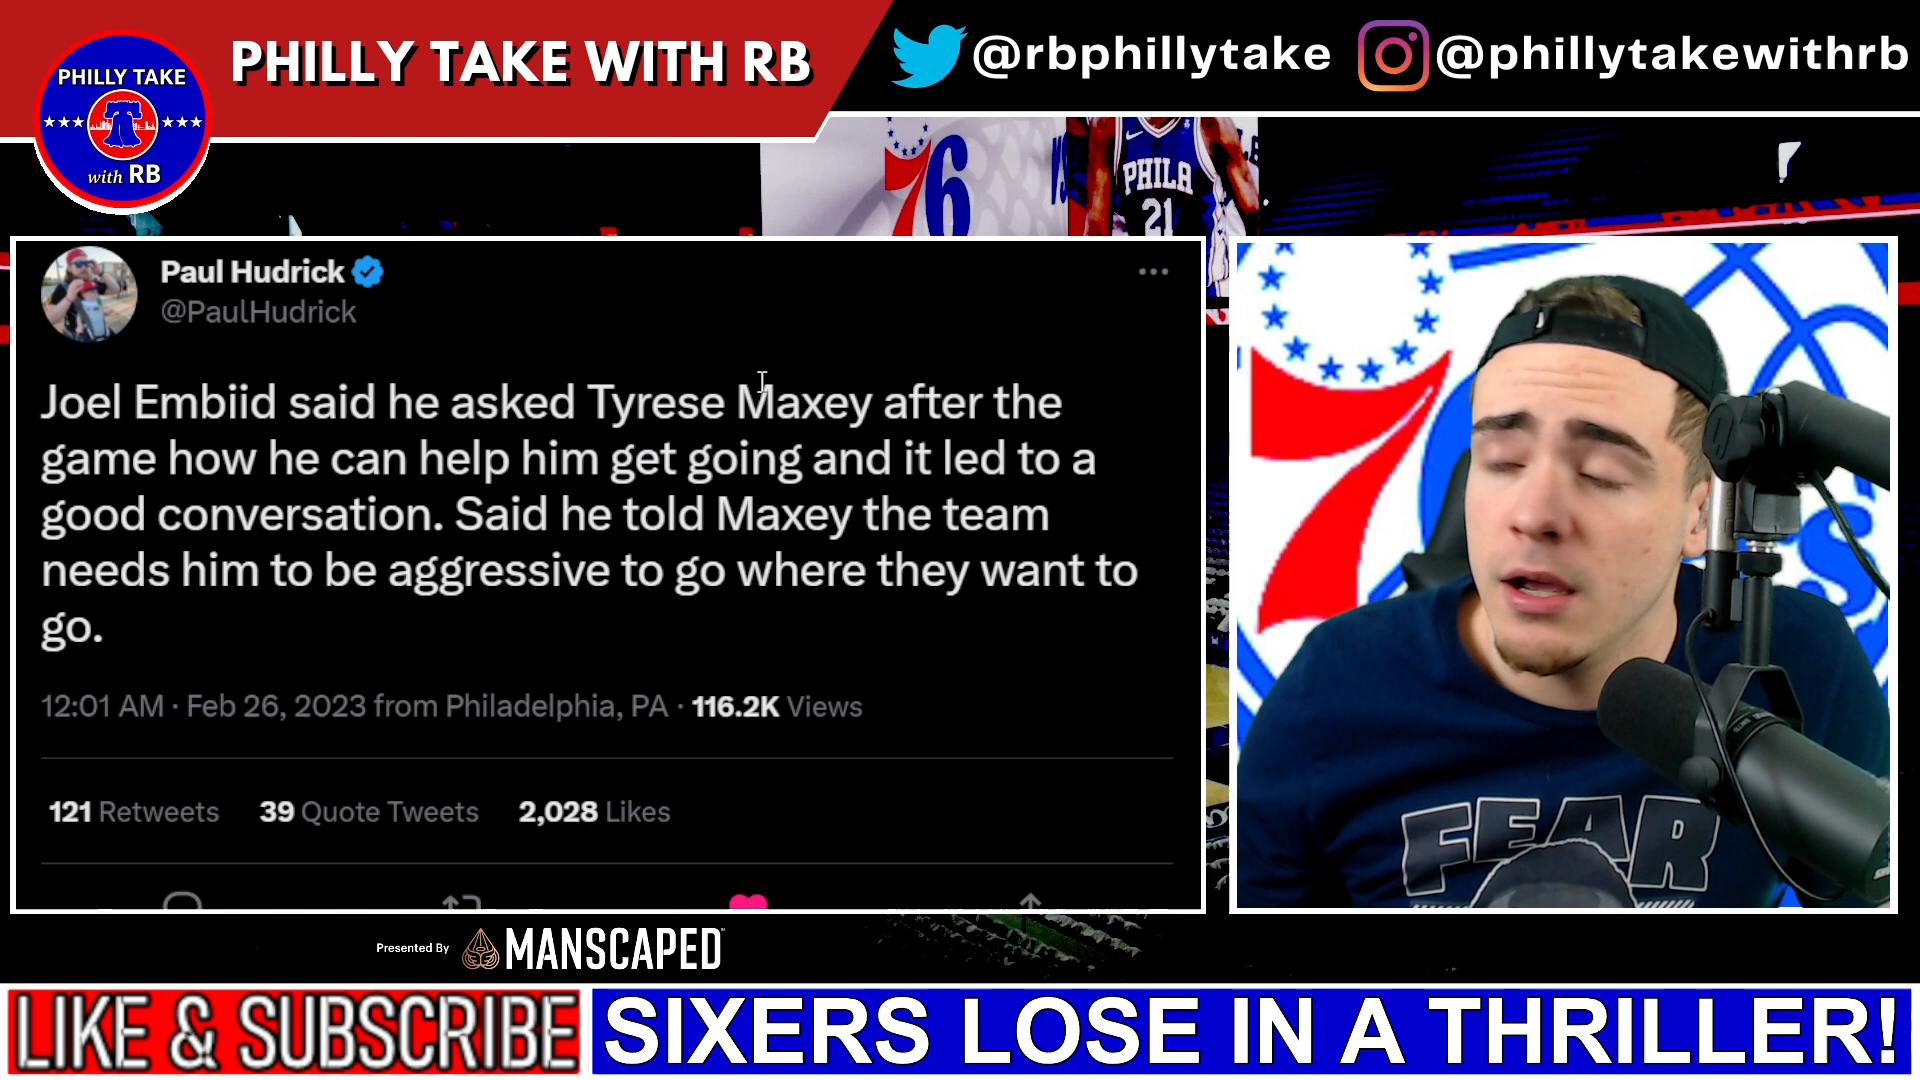 PHILLY TAKE WITH RB
@rbphillytake
@phillytakewithrb
PHILLY TAKE
with RB
76
PHILA
21
Paul Hudrick
@PaulHudrick
Joel Embiid said he asked Tyrese Maxey after the
game how he can help him get going and it led to a
good conversation. Said he told Maxey the team
needs him to be aggressive to go where they want to
go.
12:01 AM · Feb 26, 2023 from Philadelphia, PA · 116.2K Views
121 Retweets 39 Quote Tweets 2,028 Likes
7
FEAR
Presented By MANSCAPED
LIKE & SUBSCRIBE
SIXERS LOSE IN A THRILLER!